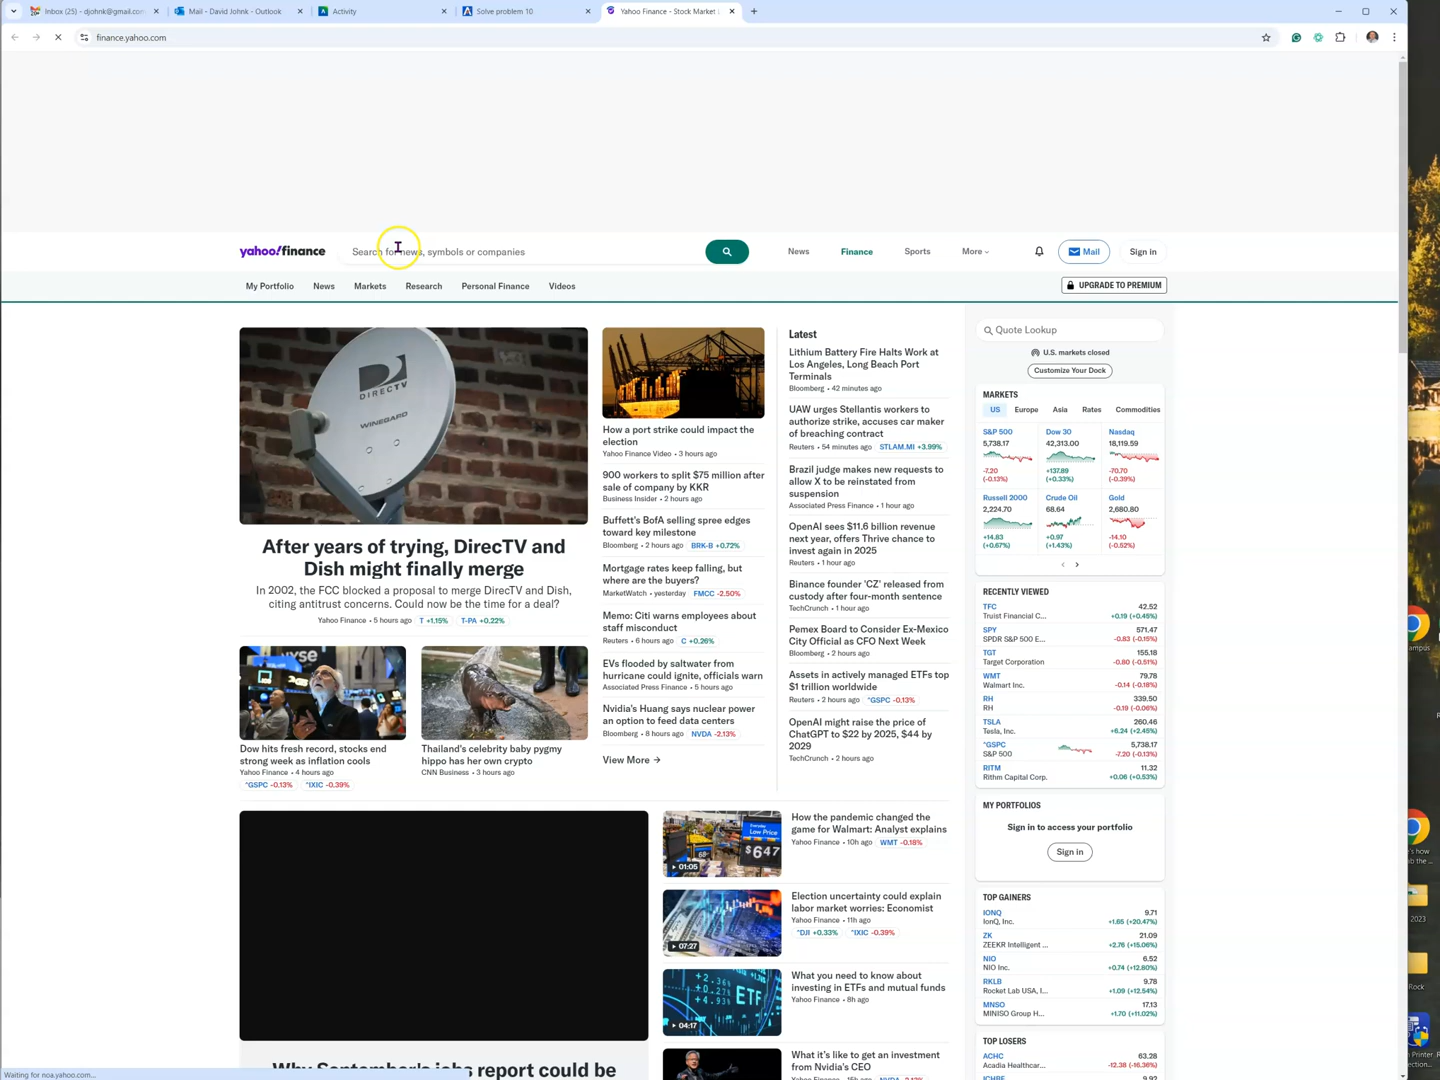 Inbox (25) - djohnk@gmail.com
Mail - David Johnk - Outlook
Activity
Solve problem 10
Yahoo Finance - Stock Market
finance.yahoo.com
yahoo!finance
Search for news, symbols or companies
News
Finance
Sports
More
Mail
Sign in
My Portfolio
News
Markets
Research
Personal Finance
Videos
UPGRADE TO PREMIUM
DIRECTV
WINEGARD
After years of trying, DirecTV and
Dish might finally merge
In 2002, the FCC blocked a proposal to merge DirecTV and Dish,
citing antitrust concerns. Could now be the time for a deal?
Yahoo Finance • 5 hours ago T +1.15% T-PA +0.22%
Dow hits fresh record, stocks end
strong week as inflation cools
Yahoo Finance • 4 hours ago
^GSPC -0.13% ^IXIC -0.39%
Thailand's celebrity baby pygmy
hippo has her own crypto
CNN Business • 3 hours ago
How a port strike could impact the
election
Yahoo Finance Video • 3 hours ago
900 workers to split $75 million after
sale of company by KKR
Business Insider • 2 hours ago
Buffett's BofA selling spree edges
toward key milestone
Bloomberg • 2 hours ago BRK-B +0.72%
Mortgage rates keep falling, but
where are the buyers?
MarketWatch • yesterday FMCC -2.50%
Memo: Citi warns employees about
staff misconduct
Reuters • 6 hours ago C +0.26%
EVs flooded by saltwater from
hurricane could ignite, officials warn
Associated Press Finance • 5 hours ago
Nvidia's Huang says nuclear power
an option to feed data centers
Bloomberg • 8 hours ago NVDA -2.13%
View More
Latest
Lithium Battery Fire Halts Work at
Los Angeles, Long Beach Port
Terminals
Bloomberg • 42 minutes ago
UAW urges Stellantis workers to
authorize strike, accuses car maker
of breaching contract
Reuters • 54 minutes ago STLAM.MI +3.99%
Brazil judge makes new requests to
allow X to be reinstated from
suspension
Associated Press Finance • 1 hour ago
OpenAI sees $11.6 billion revenue
next year, offers Thrive chance to
invest again in 2025
Reuters • 1 hour ago
Binance founder 'CZ' released from
custody after four-month sentence
TechCrunch • 1 hour ago
Pemex Board to Consider Ex-Mexico
City Official as CFO Next Week
Bloomberg • 2 hours ago
Assets in actively managed ETFs top
$1 trillion worldwide
Reuters • 2 hours ago ^GSPC -0.13%
OpenAI might raise the price of
ChatGPT to $22 by 2025, $44 by
2029
TechCrunch • 2 hours ago
Quote Lookup
U.S. markets closed
Customize Your Dock
MARKETS
US Europe Asia Rates Commodities
S&P 500 Dow 30 Nasdaq
5,738.17 42,313.00 18,119.59
-7.20 +137.89 -70.70
(-0.13%) (+0.33%) (-0.39%)
Russell 2000 Crude Oil Gold
2,224.70 68.64 2,680.80
+14.83 +0.97 -14.10
(+0.67%) (+1.43%) (-0.52%)
RECENTLY VIEWED
TFC 42.52
Truist Financial C... +0.19 (+0.45%)
SPY 571.47
SPDR S&P 500 E... -0.83 (-0.15%)
TGT 155.18
Target Corporation -0.80 (-0.51%)
WMT 79.78
Walmart Inc. -0.14 (-0.18%)
RH 339.50
RH -0.19 (-0.06%)
TSLA 260.46
Tesla, Inc. +6.24 (+2.45%)
^GSPC 5,738.17
S&P 500 -7.20 (-0.13%)
RITM 11.32
Rithm Capital Corp. +0.06 (+0.53%)
MY PORTFOLIOS
Sign in to access your portfolio
Sign in
TOP GAINERS
IONQ 9.71
IonQ, Inc. +1.65 (+20.47%)
ZK 21.09
ZEEKR Intelligent ... +2.76 (+15.06%)
NIO 6.52
NIO Inc. +0.74 (+12.80%)
RKLB 9.78
Rocket Lab USA, I... +1.09 (+12.54%)
MNSO 17.13
MINISO Group H... +1.70 (+11.02%)
TOP LOSERS
ACHC 63.28
Acadia Healthcar... -12.38 (-16.36%)
Why September's jobs report could be
01:05
How the pandemic changed the
game for Walmart: Analyst explains
Yahoo Finance • 10h ago WMT -0.18%
07:27
Election uncertainty could explain
labor market worries: Economist
Yahoo Finance • 11h ago
^DJI +0.33% ^IXIC -0.39%
04:17
What you need to know about
investing in ETFs and mutual funds
Yahoo Finance • 8h ago
What it's like to get an investment
from Nvidia's CEO
Waiting for noa.yahoo.com...
2023
Rock